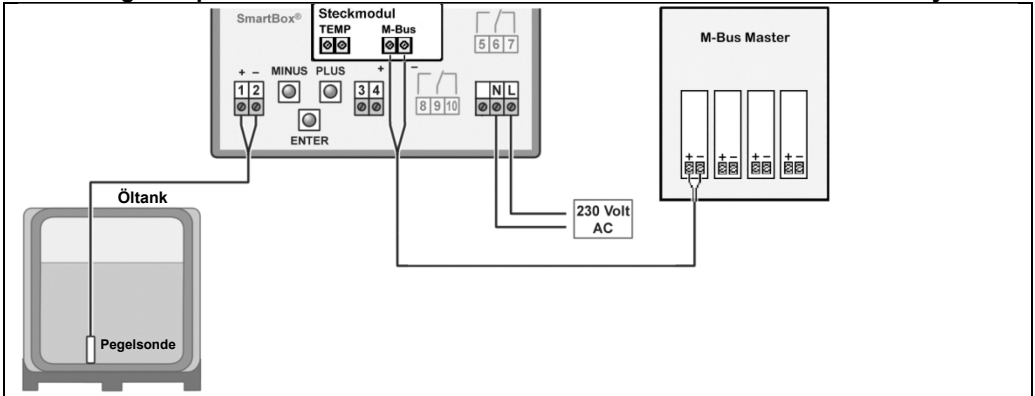 SmartBox®
Steckmodul
TEMP M-Bus
5 6 7
+ − MINUS PLUS + −
1 2
3 4
8 9 10
N L
ENTER
M-Bus Master
+ − + − + − + −
230 Volt
AC
Öltank
Pegelsonde